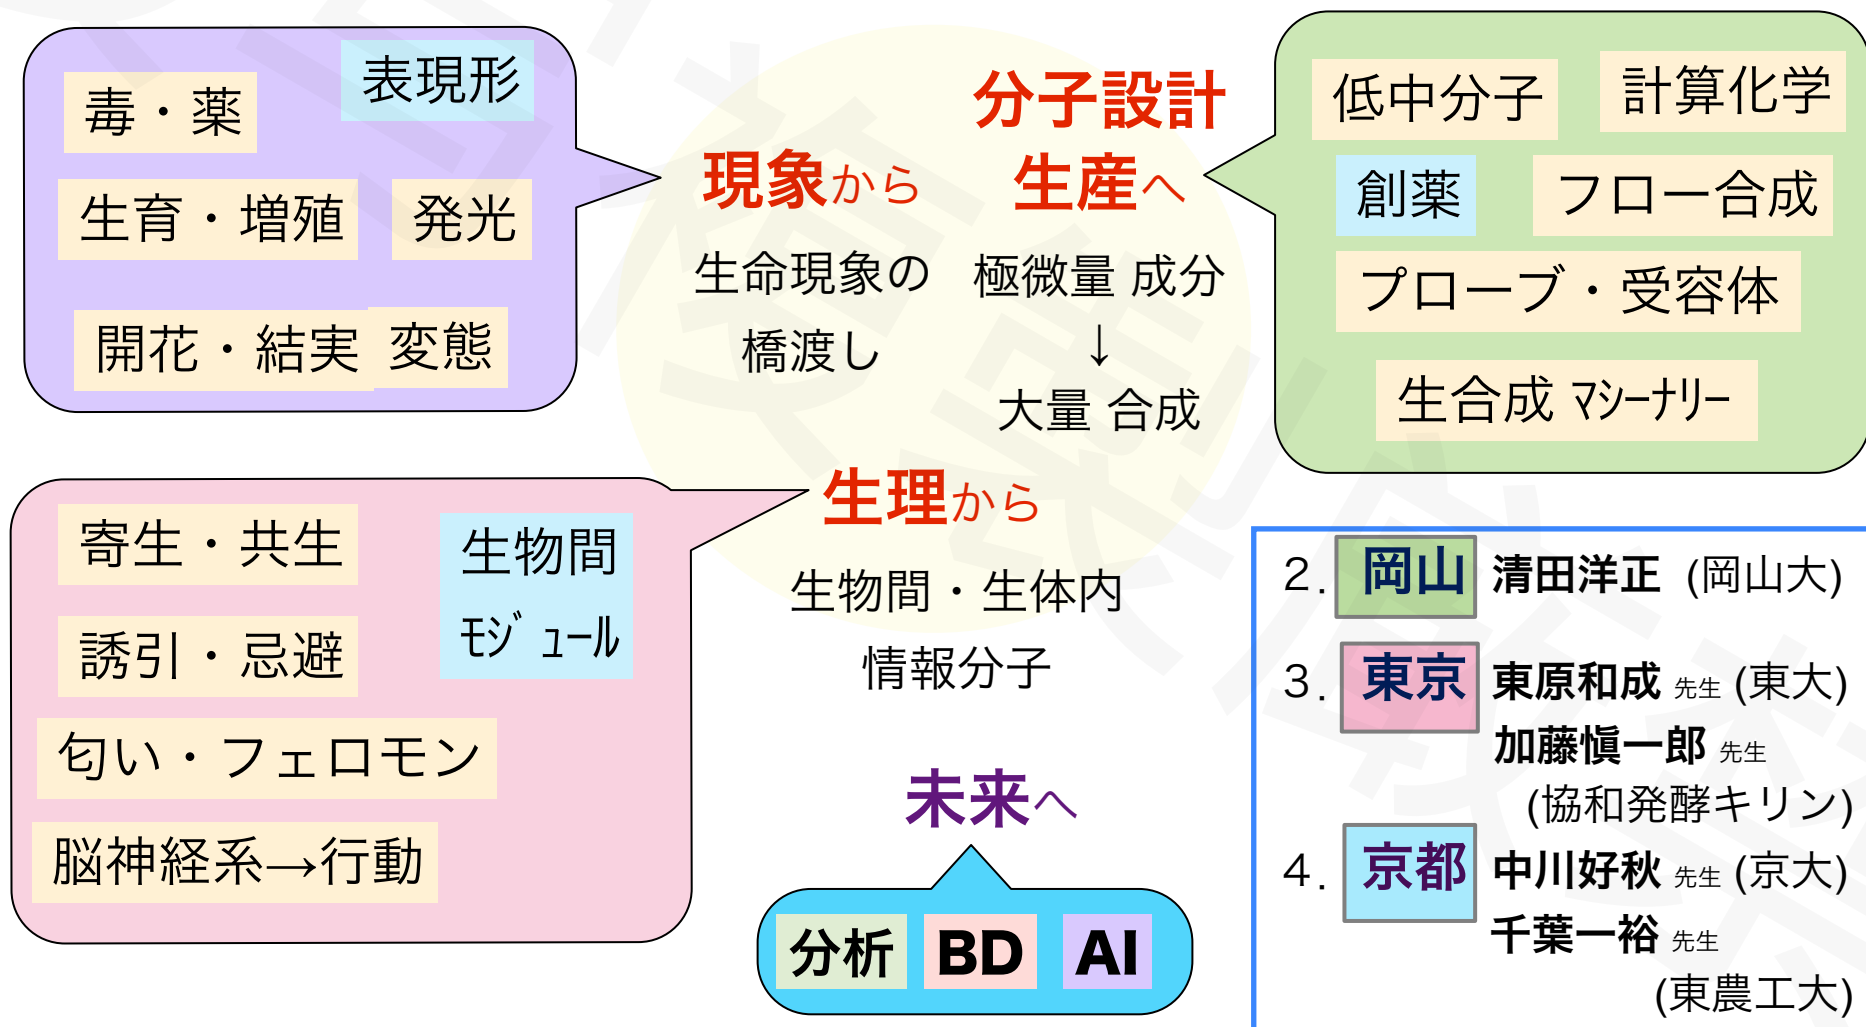 毒・薬
表現形
生育・増殖
発光
開花・結実
変態
現象から
生命現象の
橋渡し
分子設計
生産へ
極微量 成分
↓
大量 合成
低中分子
計算化学
創薬
フロー合成
プローブ・受容体
生合成 ﾏｼｰﾅﾘｰ
寄生・共生
生物間
ﾓｼﾞｭｰﾙ
誘引・忌避
匂い・フェロモン
脳神経系→行動
生理から
生物間・生体内
情報分子
未来へ
分析 BD AI
2. 岡山 清田洋正 (岡山大)
3. 東京 東原和成 先生 (東大)
加藤愼一郎 先生
(協和発酵キリン)
4. 京都 中川好秋 先生 (京大)
千葉一裕 先生
(東農工大)